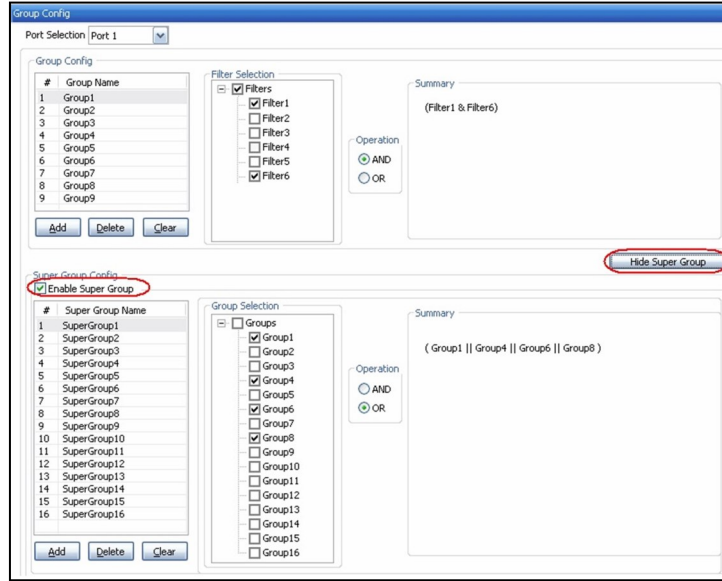 Group Config
Port Selection Port 1
Group Config
# Group Name
1 Group1
2 Group2
3 Group3
4 Group4
5 Group5
6 Group6
7 Group7
8 Group8
9 Group9
Add Delete Clear
Filter Selection
Filters
Filter1
Filter2
Filter3
Filter4
Filter5
Filter6
Operation
AND
OR
Summary
(Filter1 & Filter6)
Hide Super Group
Super Group Config
Enable Super Group
# Super Group Name
1 SuperGroup1
2 SuperGroup2
3 SuperGroup3
4 SuperGroup4
5 SuperGroup5
6 SuperGroup6
7 SuperGroup7
8 SuperGroup8
9 SuperGroup9
10 SuperGroup10
11 SuperGroup11
12 SuperGroup12
13 SuperGroup13
14 SuperGroup14
15 SuperGroup15
16 SuperGroup16
Add Delete Clear
Group Selection
Groups
Group1
Group2
Group3
Group4
Group5
Group6
Group7
Group8
Group9
Group10
Group11
Group12
Group13
Group14
Group15
Group16
Operation
AND
OR
Summary
( Group1 || Group4 || Group6 || Group8 )